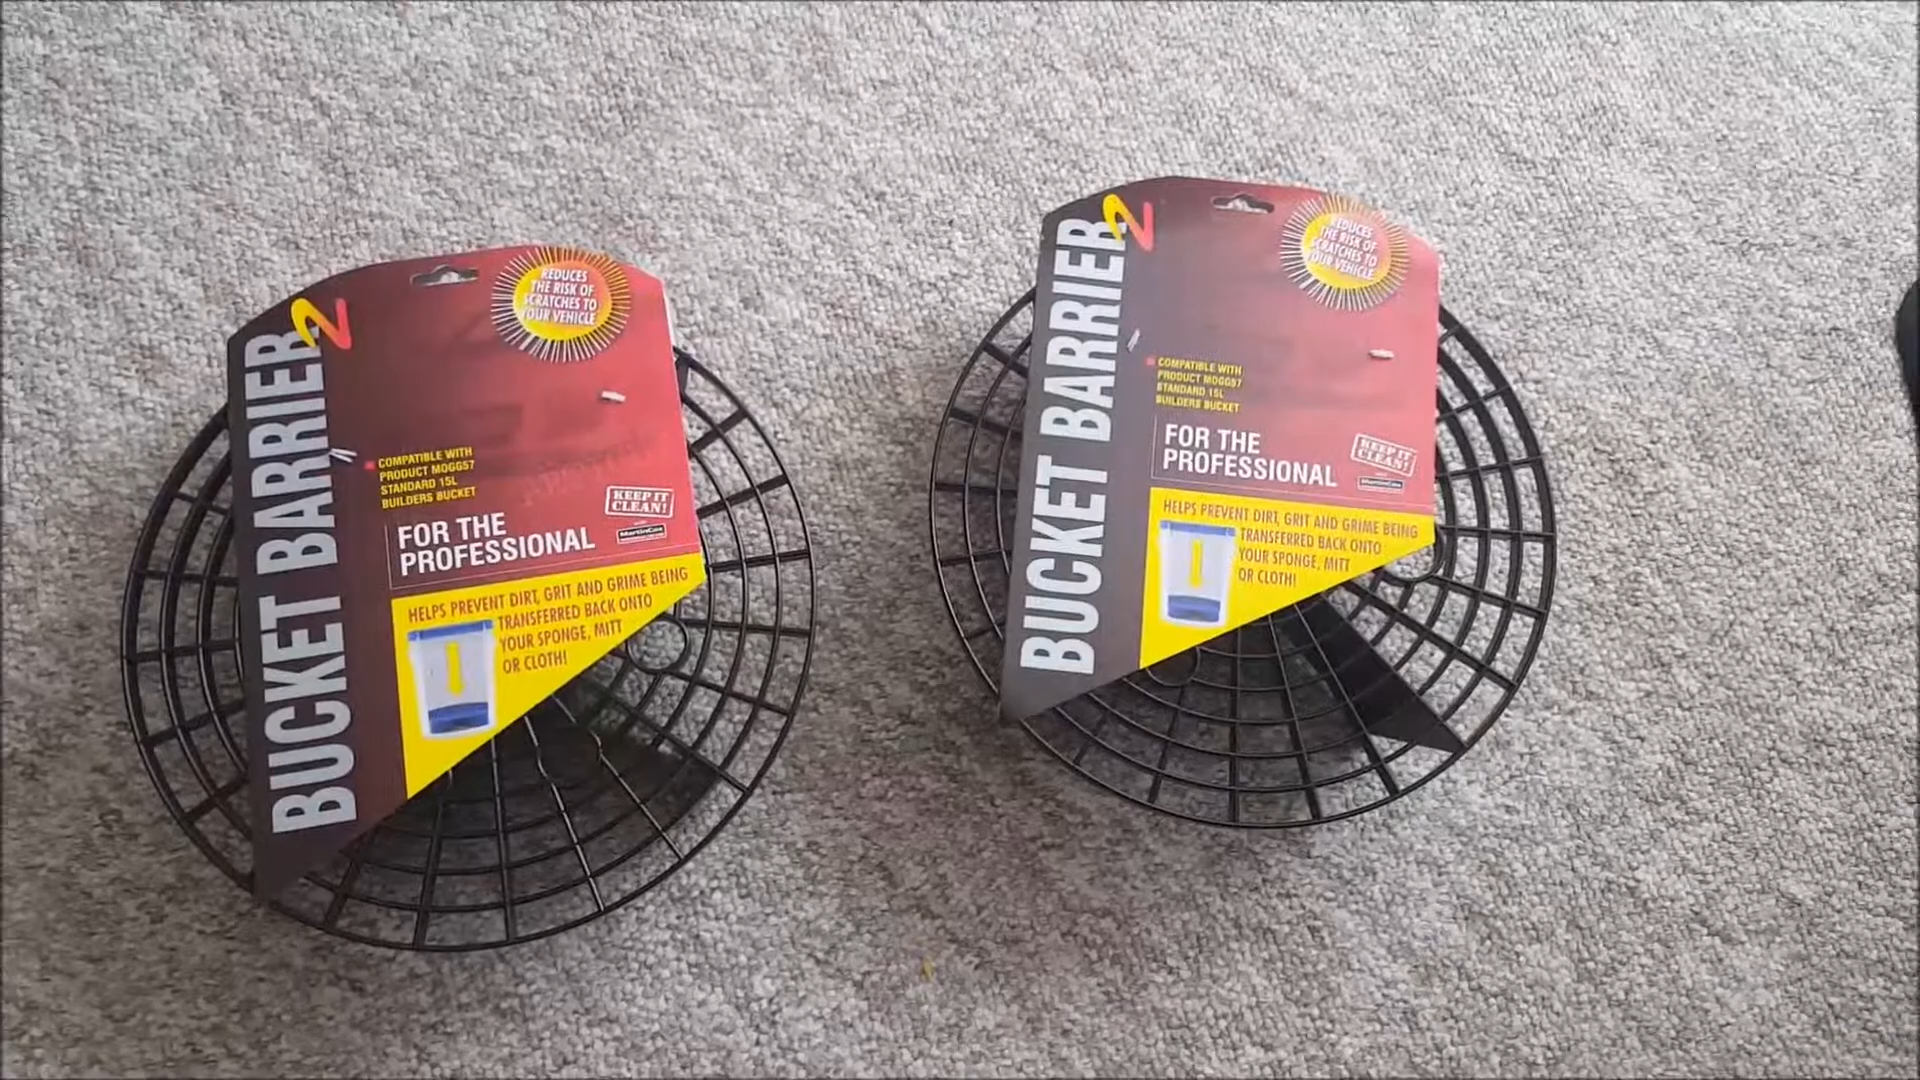 BUCKET BARRIER 2
REDUCES
THE RISK OF
SCRATCHES TO
YOUR VEHICLE
COMPATIBLE WITH
PRODUCT MOGG57
STANDARD 15L
BUILDERS BUCKET
FOR THE
PROFESSIONAL
KEEP IT
CLEAN!
MartinCox
HELPS PREVENT DIRT, GRIT AND GRIME BEING
TRANSFERRED BACK ONTO
YOUR SPONGE, MITT
OR CLOTH!
BUCKET BARRIER 2
REDUCES
THE RISK OF
SCRATCHES TO
YOUR VEHICLE
COMPATIBLE WITH
PRODUCT MOGG57
STANDARD 15L
BUILDERS BUCKET
FOR THE
PROFESSIONAL
KEEP IT
CLEAN!
MartinCox
HELPS PREVENT DIRT, GRIT AND GRIME BEING
TRANSFERRED BACK ONTO
YOUR SPONGE, MITT
OR CLOTH!